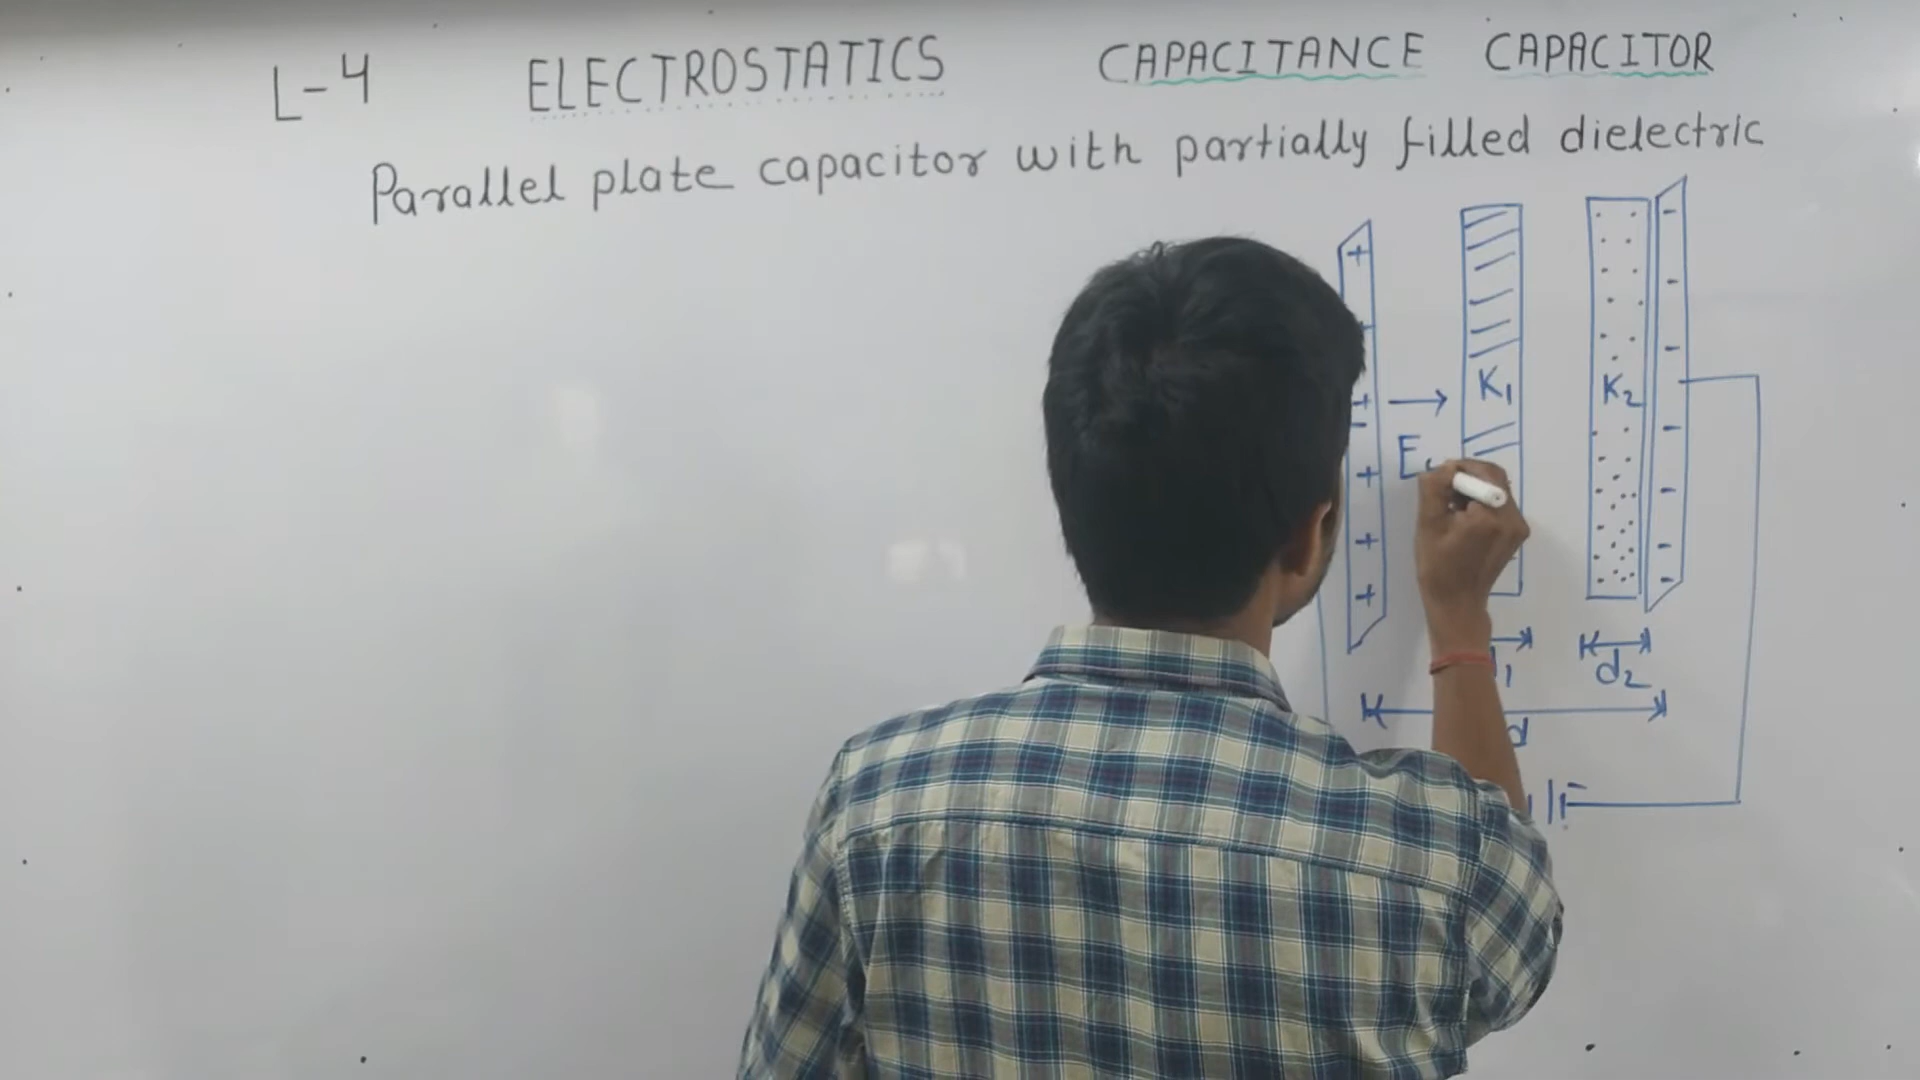 L-4 ELECTROSTATICS CAPACITANCE CAPACITOR
Parallel plate capacitor with partially filled dielectric
+ -
-
-
K₁ K₂
+ -
E
+ -
+ -
+ -
d₂
d